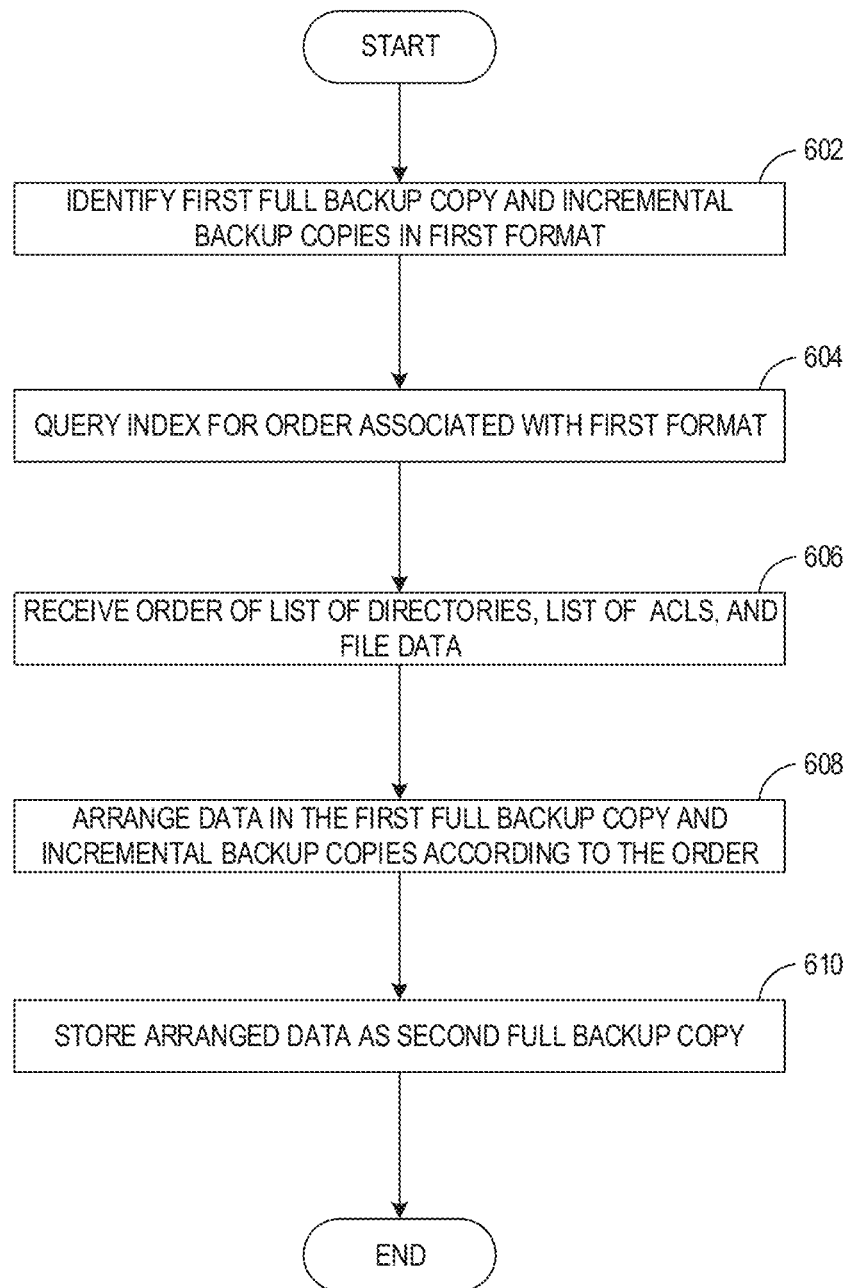 START
602
IDENTIFY FIRST FULL BACKUP COPY AND INCREMENTAL
BACKUP COPIES IN FIRST FORMAT
604
QUERY INDEX FOR ORDER ASSOCIATED WITH FIRST FORMAT
606
RECEIVE ORDER OF LIST OF DIRECTORIES, LIST OF ACLS, AND
FILE DATA
608
ARRANGE DATA IN THE FIRST FULL BACKUP COPY AND
INCREMENTAL BACKUP COPIES ACCORDING TO THE ORDER
610
STORE ARRANGED DATA AS SECOND FULL BACKUP COPY
END